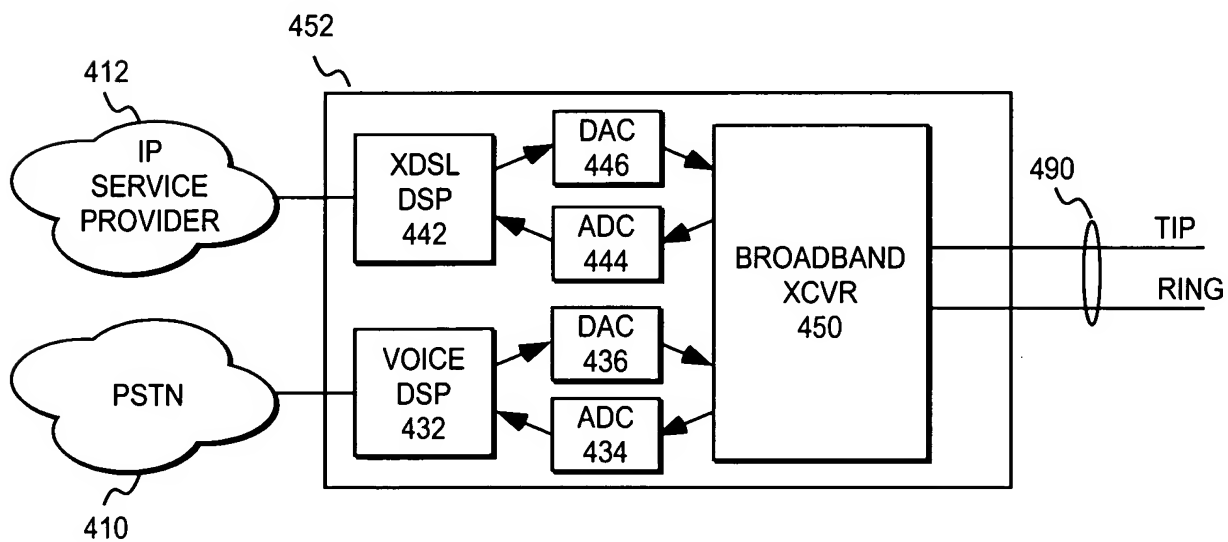 452
412
IP
SERVICE
PROVIDER
XDSL
DSP
442
DAC
446
ADC
444
BROADBAND
XCVR
450
490
TIP
RING
PSTN
410
VOICE
DSP
432
DAC
436
ADC
434